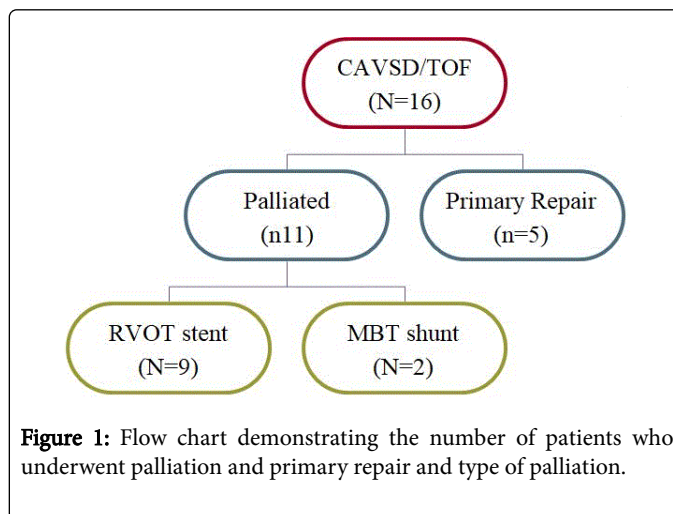 CAVSD/TOF
(N=16)
Palliated
(n11)
Primary Repair
(n=5)
RVOT stent
(N=9)
MBT shunt
(N=2)
Figure 1: Flow chart demonstrating the number of patients who
underwent palliation and primary repair and type of palliation.